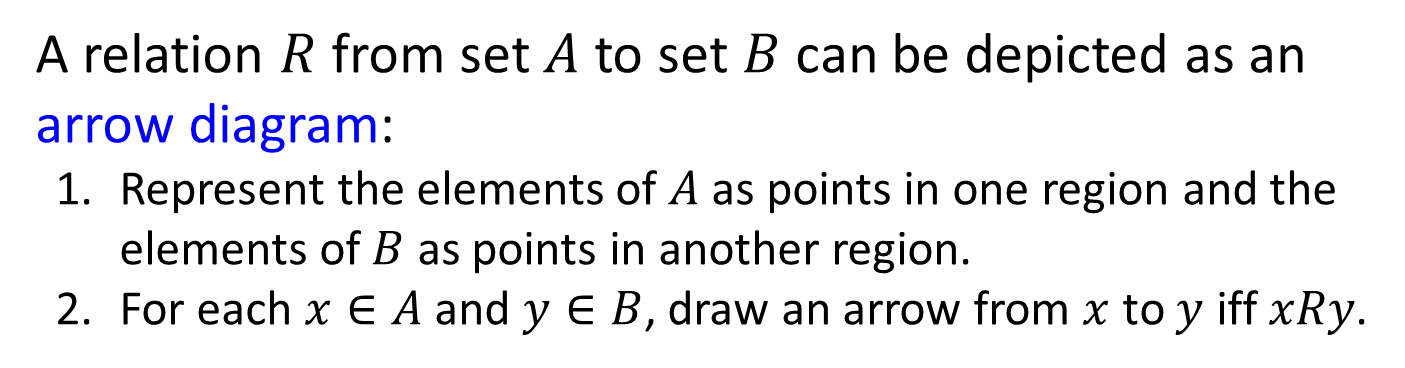 A relation R from set A to set B can be depicted as an
arrow diagram:
1. Represent the elements of A as points in one region and the
elements of B as points in another region.
2. For each x ∈ A and y ∈ B, draw an arrow from x to y iff xRy.